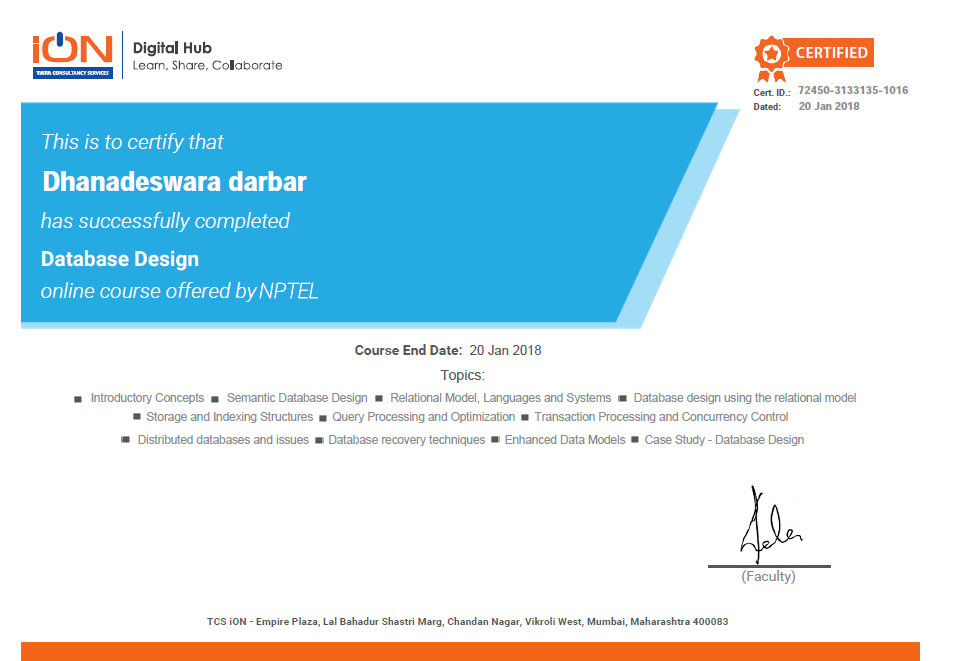 iON
TATA CONSULTANCY SERVICES
Digital Hub
Learn, Share, Collaborate
CERTIFIED
Cert. ID.: 72450-3133135-1016
Dated: 20 Jan 2018
This is to certify that
Dhanadeswara darbar
has successfully completed
Database Design
online course offered by NPTEL
Course End Date: 20 Jan 2018
Topics:
■ Introductory Concepts ■ Semantic Database Design ■ Relational Model, Languages and Systems ■ Database design using the relational model
■ Storage and Indexing Structures ■ Query Processing and Optimization ■ Transaction Processing and Concurrency Control
■ Distributed databases and issues ■ Database recovery techniques ■ Enhanced Data Models ■ Case Study - Database Design
(Faculty)
TCS iON - Empire Plaza, Lal Bahadur Shastri Marg, Chandan Nagar, Vikroli West, Mumbai, Maharashtra 400083